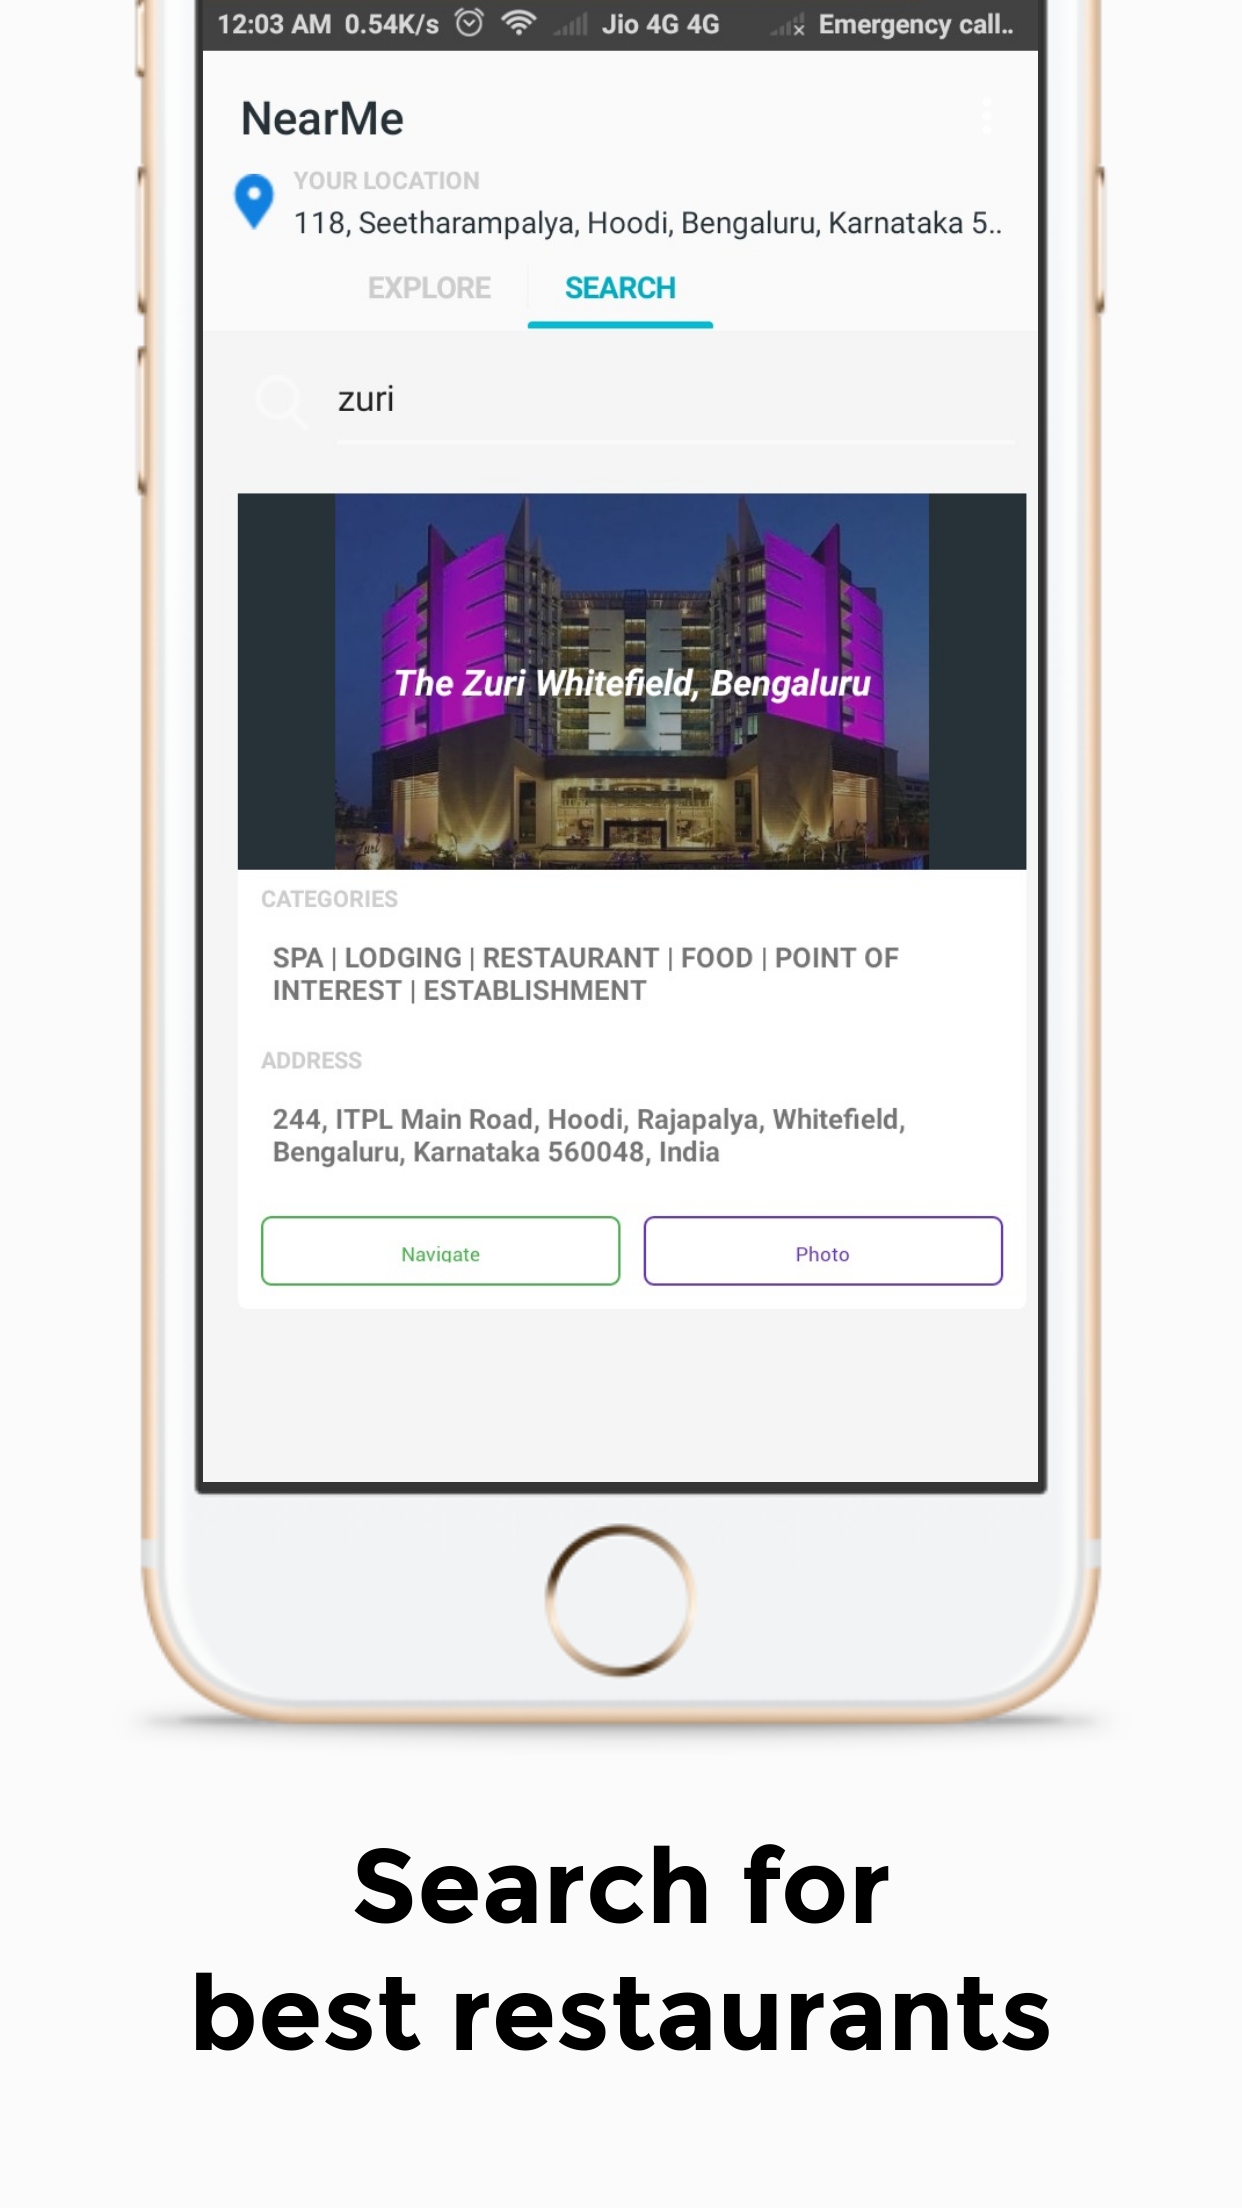 12:03 AM 0.54K/s Jio 4G 4G Emergency call..
NearMe
YOUR LOCATION
118, Seetharampalya, Hoodi, Bengaluru, Karnataka 5..
EXPLORE SEARCH
zuri
The Zuri Whitefield, Bengaluru
Zuri
CATEGORIES
SPA | LODGING | RESTAURANT | FOOD | POINT OF
INTEREST | ESTABLISHMENT
ADDRESS
244, ITPL Main Road, Hoodi, Rajapalya, Whitefield,
Bengaluru, Karnataka 560048, India
Navigate Photo
Search for
best restaurants